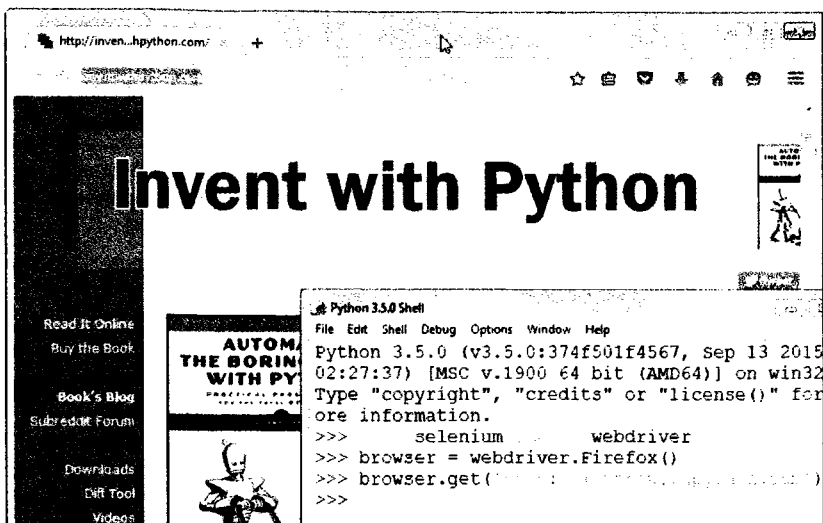 http://inven...hpython.com/ +
Invent with Python
Read It Online
Buy the Book
Book's Blog
Subreddit Forum
Downloads
Diff Tool
Videos
AUTOMA
THE BORIN
WITH PY
Python 3.5.0 Shell
File Edit Shell Debug Options Window Help
Python 3.5.0 (v3.5.0:374f501f4567, Sep 13 2015
02:27:37) [MSC v.1900 64 bit (AMD64)] on win32
Type "copyright", "credits" or "license()" for
ore information.
>>> selenium webdriver
>>> browser = webdriver.Firefox()
>>> browser.get( )
>>>